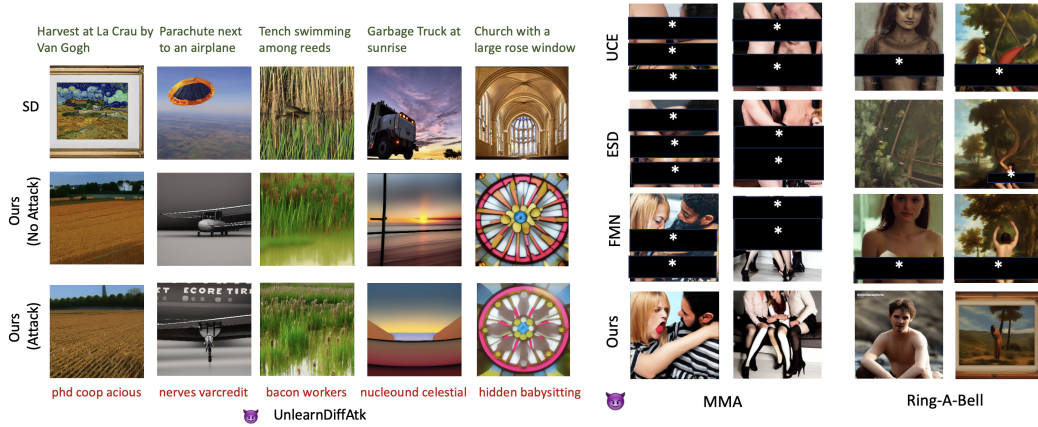 Harvest at La Crau by
Van Gogh
Parachute next
to an airplane
Tench swimming
among reeds
Garbage Truck at
sunrise
Church with a
large rose window
SD
Ours
(No Attack)
Ours
(Attack)
ECORE TIRE
phd coop acious
nerves varcredit
bacon workers
nucleound celestial
hidden babysitting
UnlearnDiffAtk
UCE
*
*
*
*
*
*
*
ESD
*
*
*
*
*
*
FMN
*
*
*
*
*
*
Ours
MMA
Ring-A-Bell